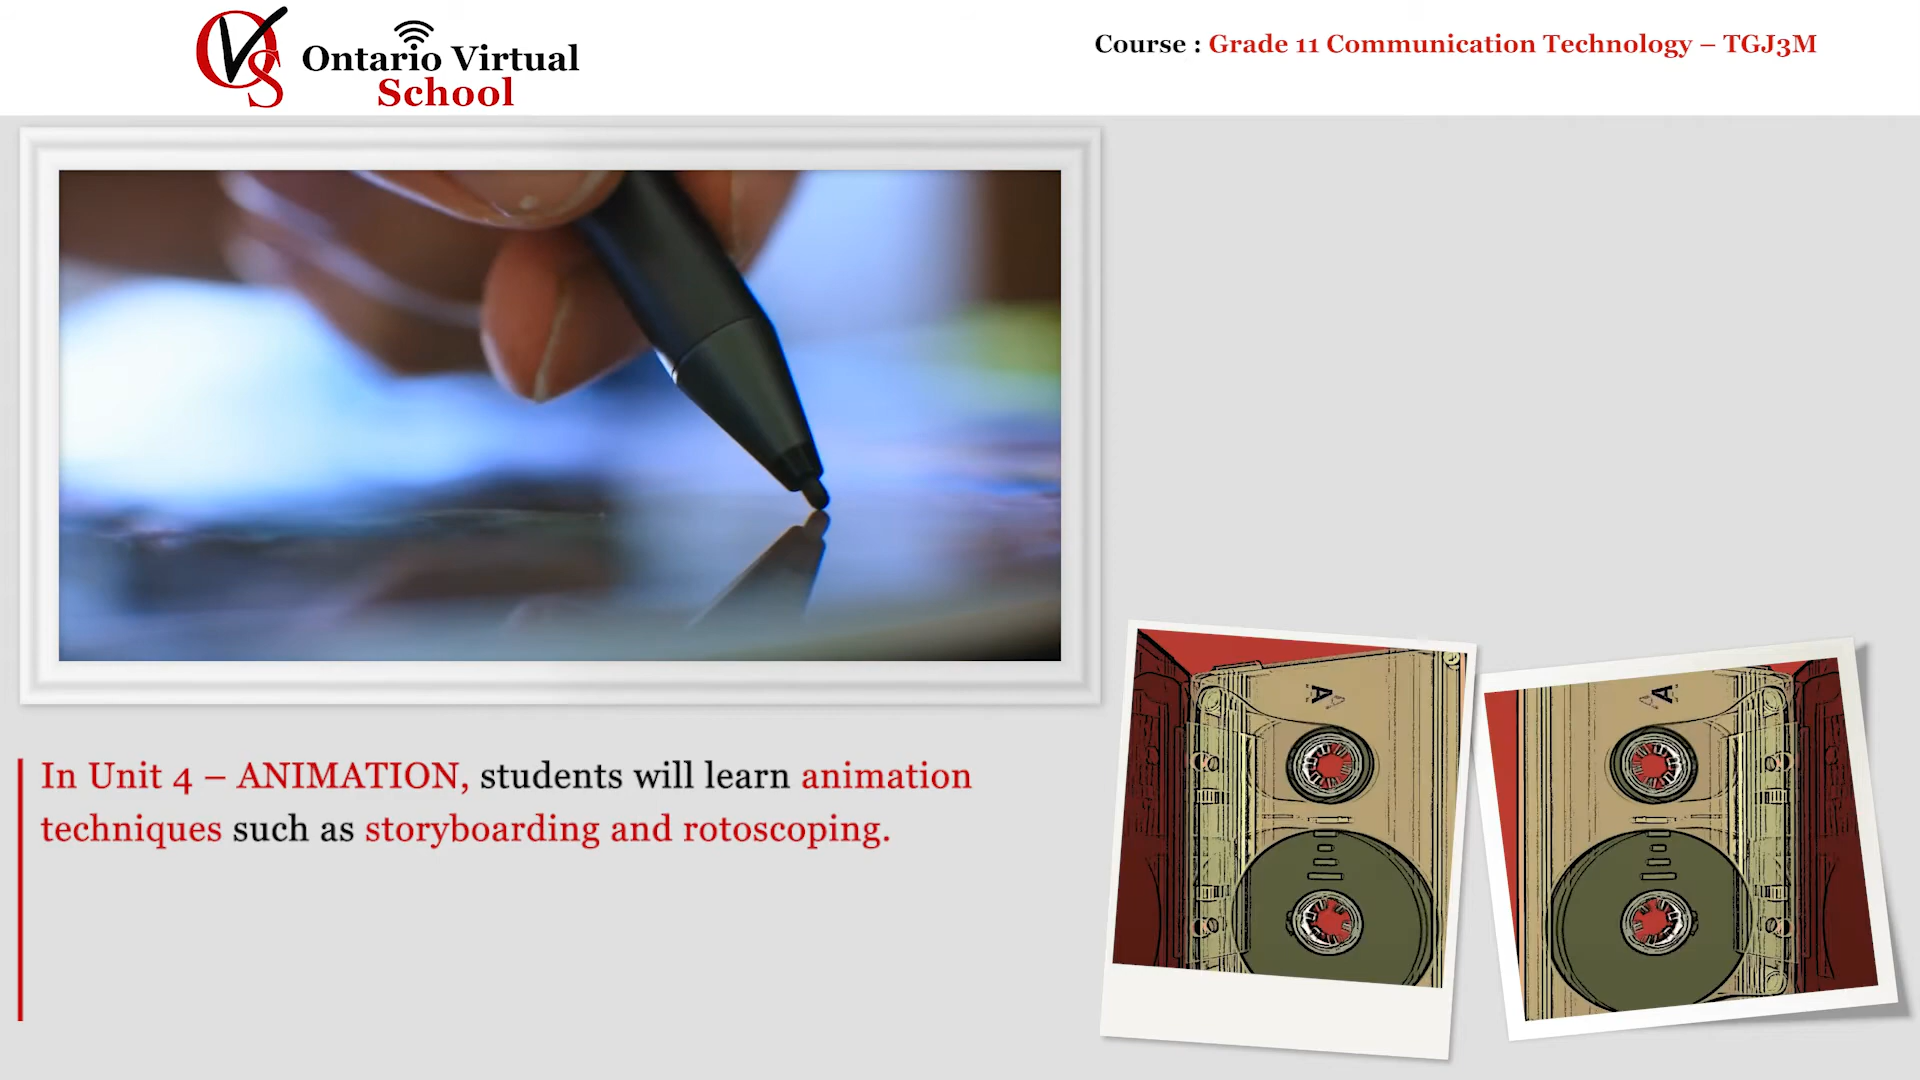 OVS
Ontario Virtual
School
Course : Grade 11 Communication Technology – TGJ3M
In Unit 4 – ANIMATION, students will learn animation
techniques such as storyboarding and rotoscoping.
A
A